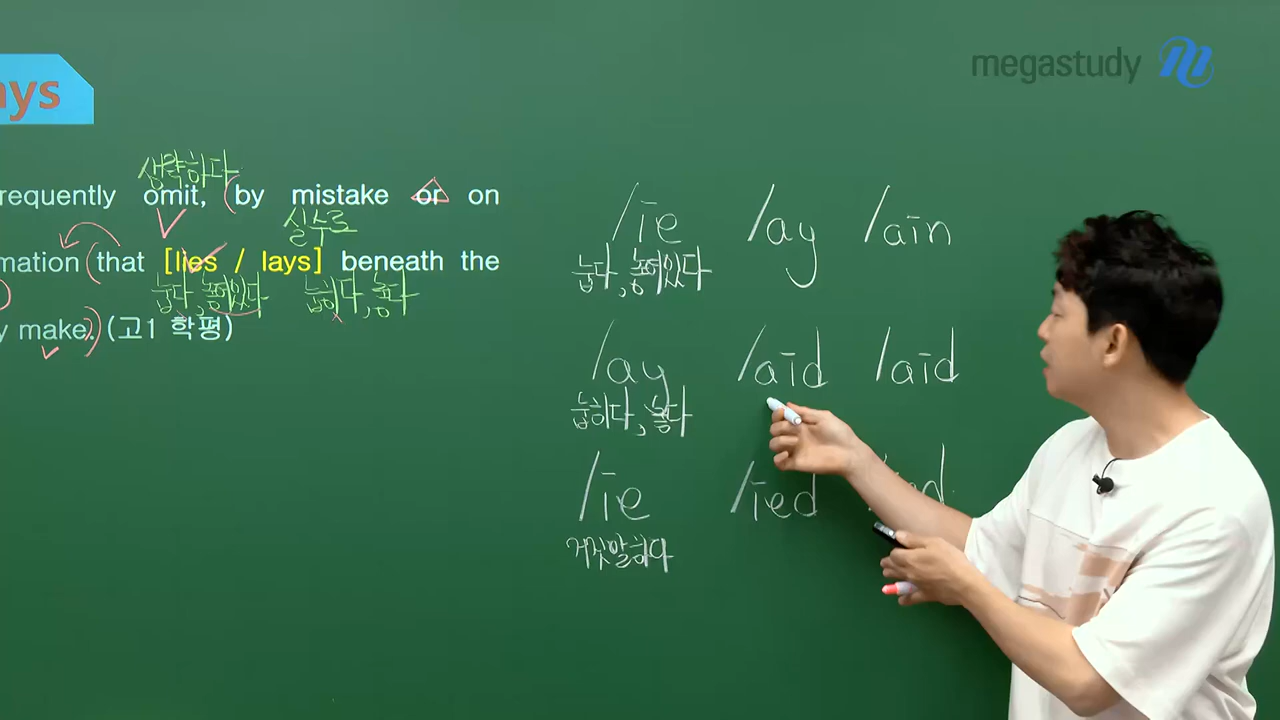 ays
megastudy
생략하다
requently omit, (by mistake or on
실수로
mation (that [lies / lays] beneath the
눕다, 놓여있다 눕히다, 놓다
y make.) (고1 학평)
lie lay lain
눕다, 놓여있다
lay laid laid
눕히다, 놓다
lie lied
거짓말하다